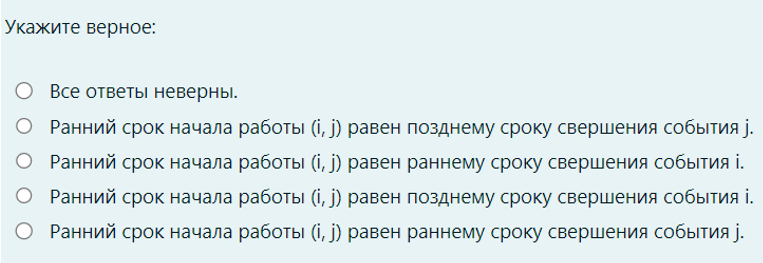 Укажите верное:
Все ответы неверны.
Ранний срок начала работы (i, j) равен позднему сроку свершения события j.
Ранний срок начала работы (i, j) равен раннему сроку свершения события i.
Ранний срок начала работы (i, j) равен позднему сроку свершения события i.
Ранний срок начала работы (i, j) равен раннему сроку свершения события j.